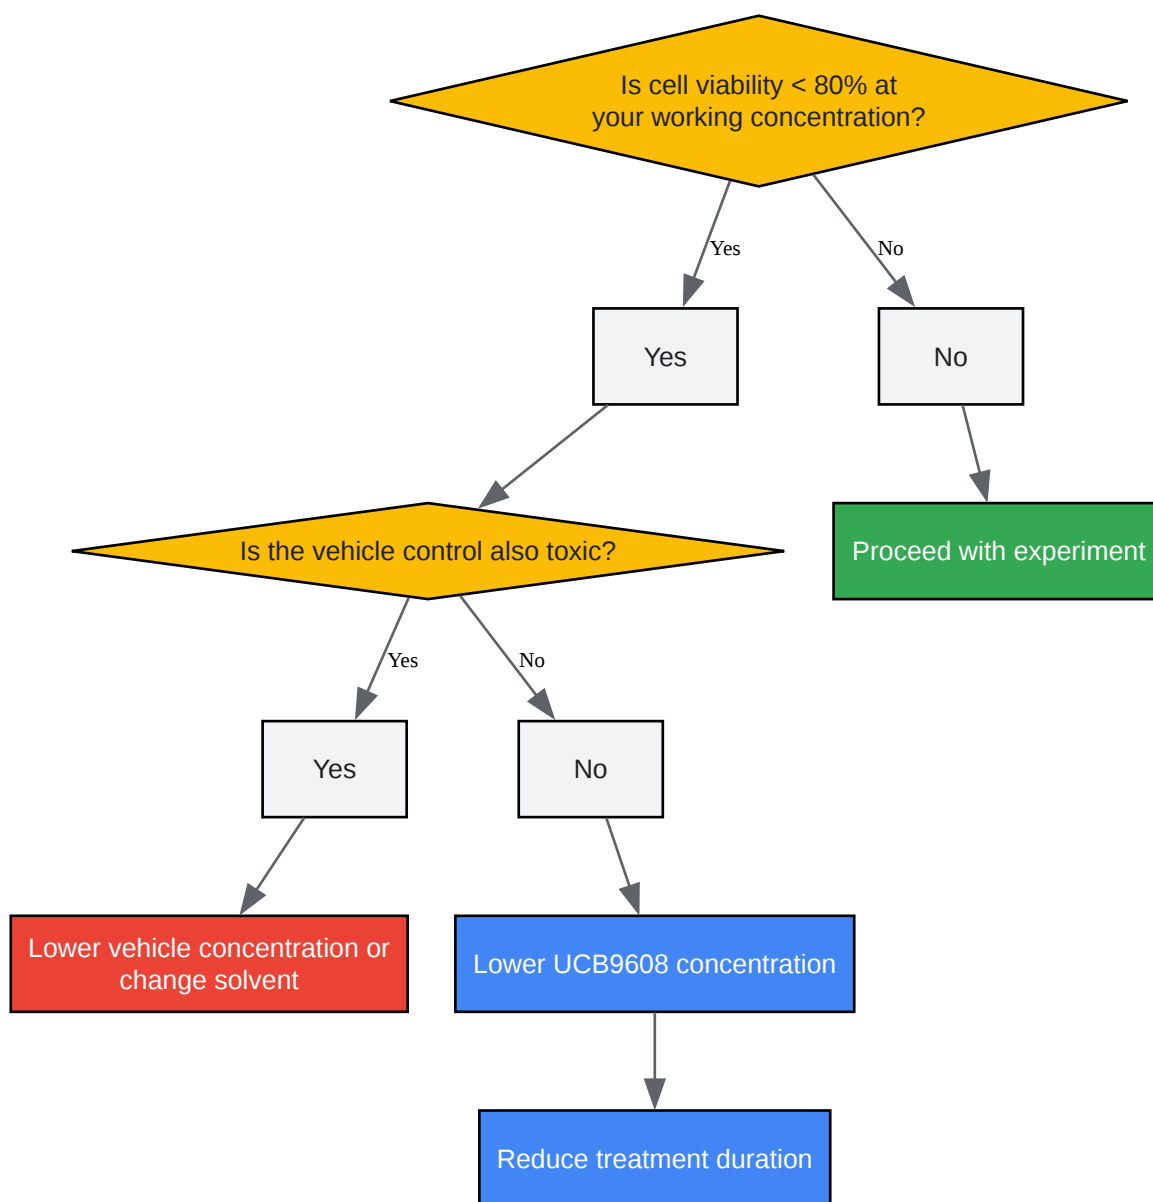 Is cell viability < 80% at
your working concentration?
Yes
No
Yes
No
Is the vehicle control also toxic?
Proceed with experiment
Yes
No
Yes
No
Lower vehicle concentration or
change solvent
Lower UCB9608 concentration
Reduce treatment duration